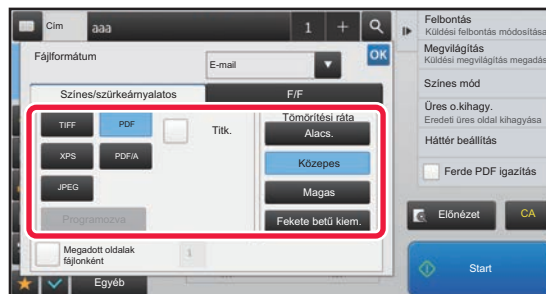 Cím
aaa
1
+
Fájlformátum
E-mail
OK
Színes/szürkeárnyalatos
F/F
TIFF
PDF
Titk.
XPS
PDF/A
JPEG
Programozva
Tömörítési ráta
Alacs.
Közepes
Magas
Fekete betű kiem.
Megadott oldalak
fájlonként
1
Egyéb
Felbontás
Küldési felbontás módosítása
Megvilágítás
Küldési megvilágítás megadás
Színes mód
Üres o.kihagy.
Eredeti üres oldal kihagyása
Háttér beállítás
Ferde PDF igazítás
Előnézet
CA
Start